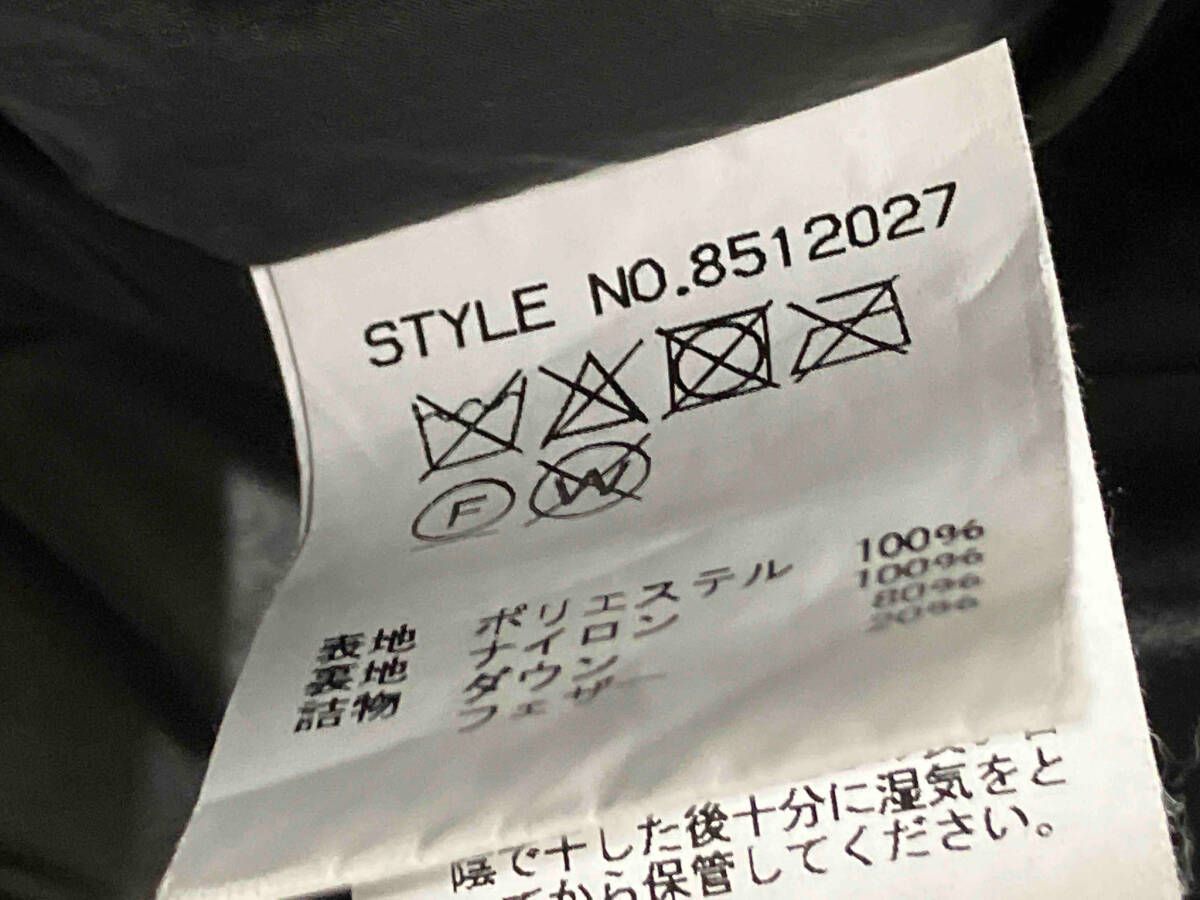 STYLE NO.8512027
F W
表地 ポリエステル 100%
裏地 ナイロン 100%
詰物 ダウン 80%
フェザー 20%
陰で干した後十分に湿気をと
から保管してください。